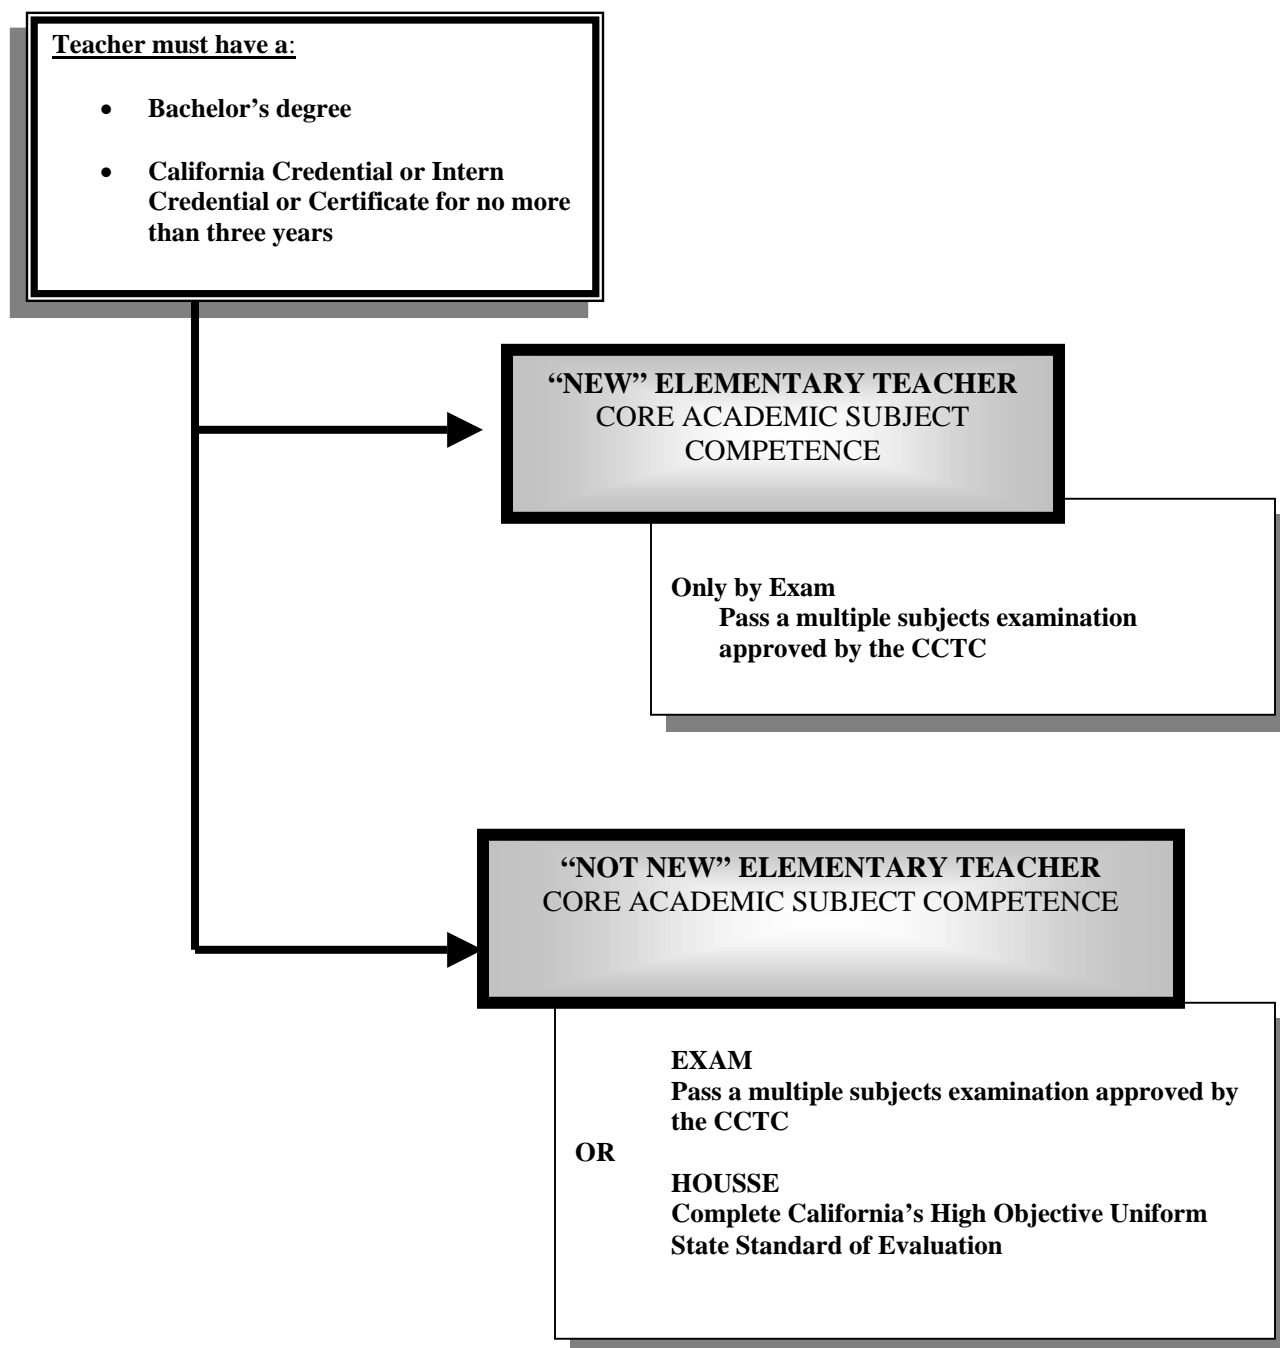 Teacher must have a:
• Bachelor’s degree
• California Credential or Intern
Credential or Certificate for no more
than three years
“NEW” ELEMENTARY TEACHER
CORE ACADEMIC SUBJECT
COMPETENCE
Only by Exam
Pass a multiple subjects examination
approved by the CCTC
“NOT NEW” ELEMENTARY TEACHER
CORE ACADEMIC SUBJECT COMPETENCE
EXAM
Pass a multiple subjects examination approved by
the CCTC
OR
HOUSSE
Complete California’s High Objective Uniform
State Standard of Evaluation